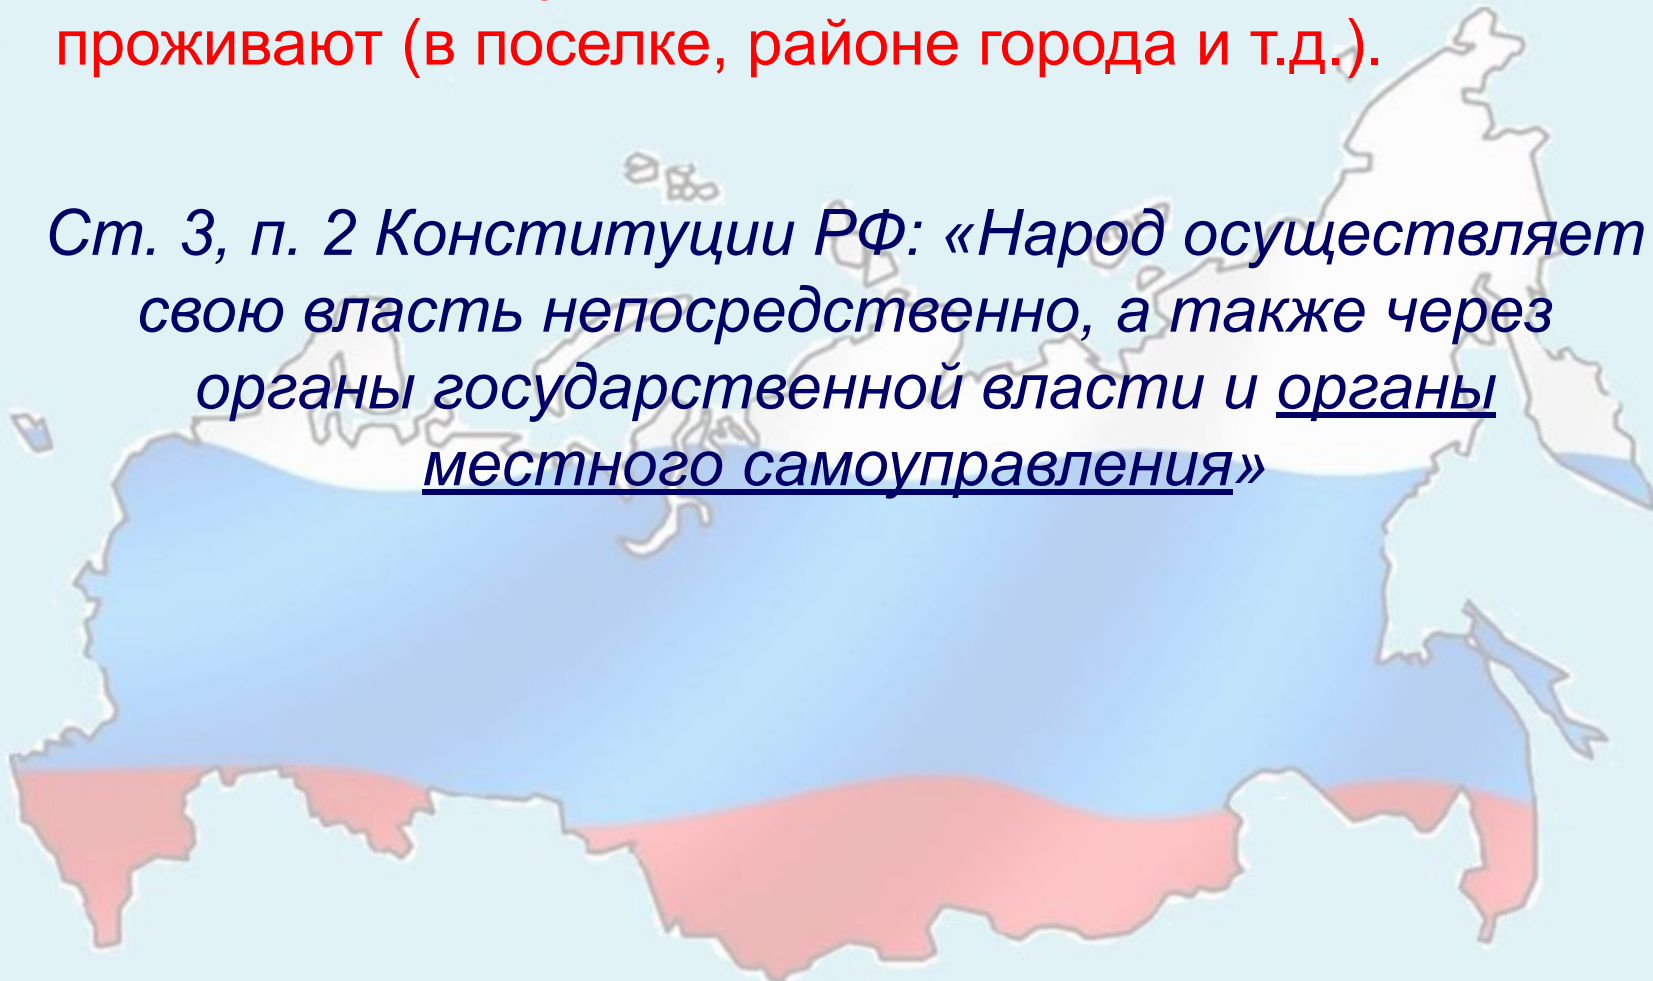 проживают (в поселке, районе города и т.д.).
Ст. 3, п. 2 Конституции РФ: «Народ осуществляет
свою власть непосредственно, а также через
органы государственной власти и органы
местного самоуправления»